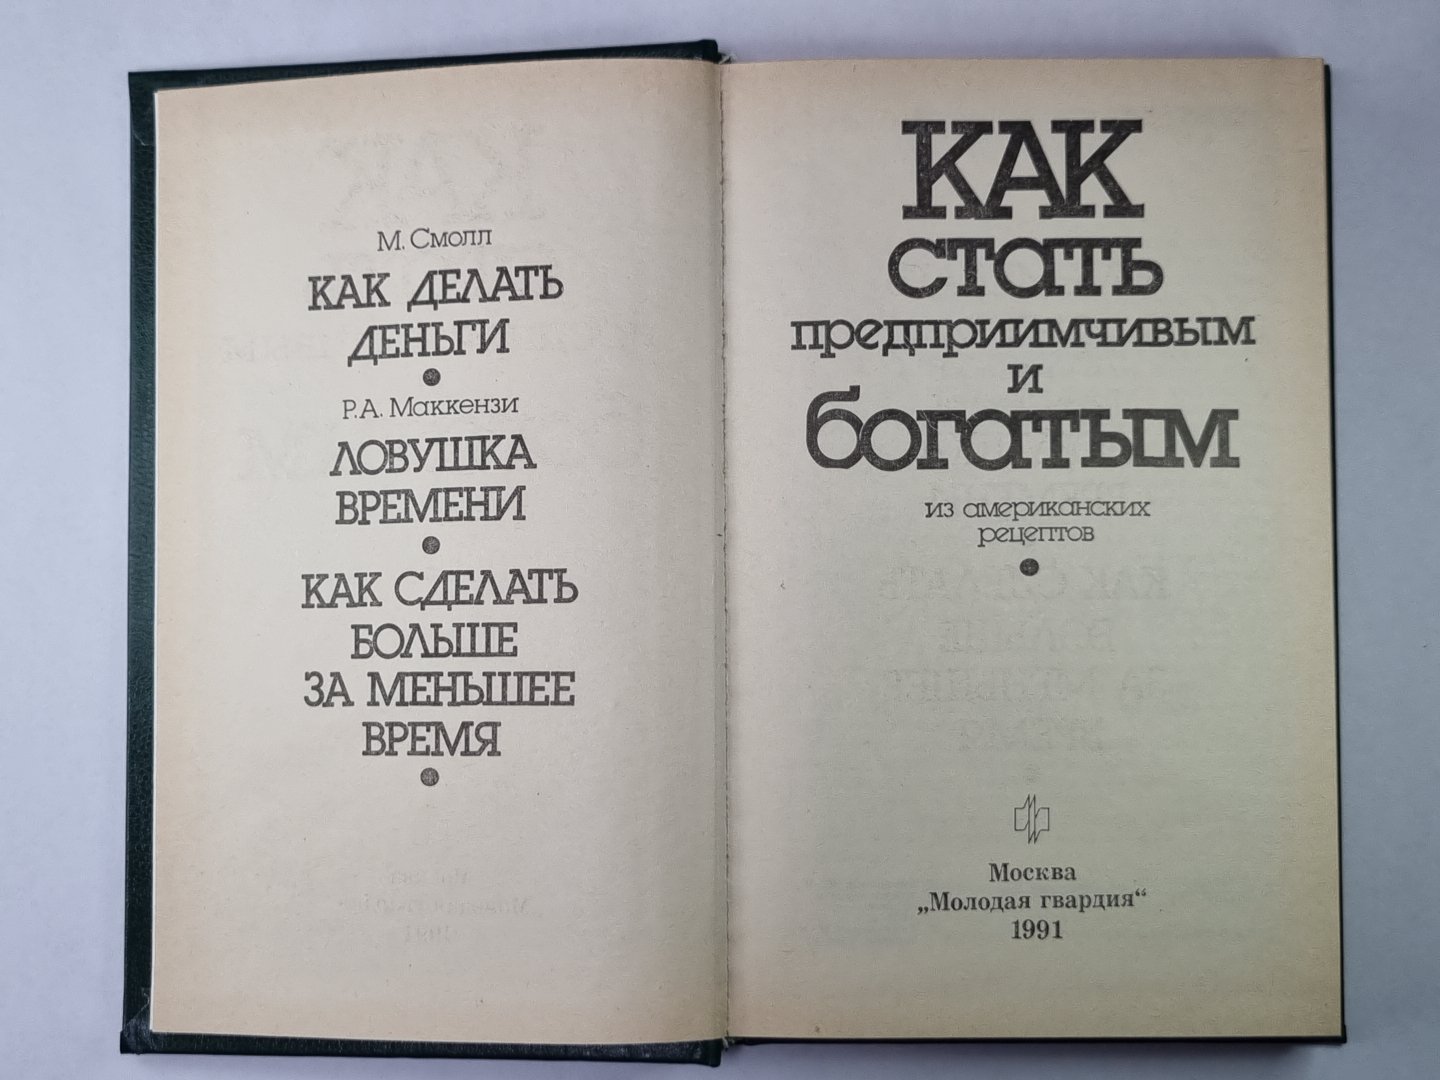 М. Смолл
КАК ДЕЛАТЬ
ДЕНЬГИ
Р.А. Маккензи
ЛОВУШКА
ВРЕМЕНИ
КАК СДЕЛАТЬ
БОЛЬШЕ
ЗА МЕНЬШЕЕ
ВРЕМЯ
КАК
СТАТЬ
предприимчивым
и
богатым
из американских
рецептов
Москва
„Молодая гвардия“
1991